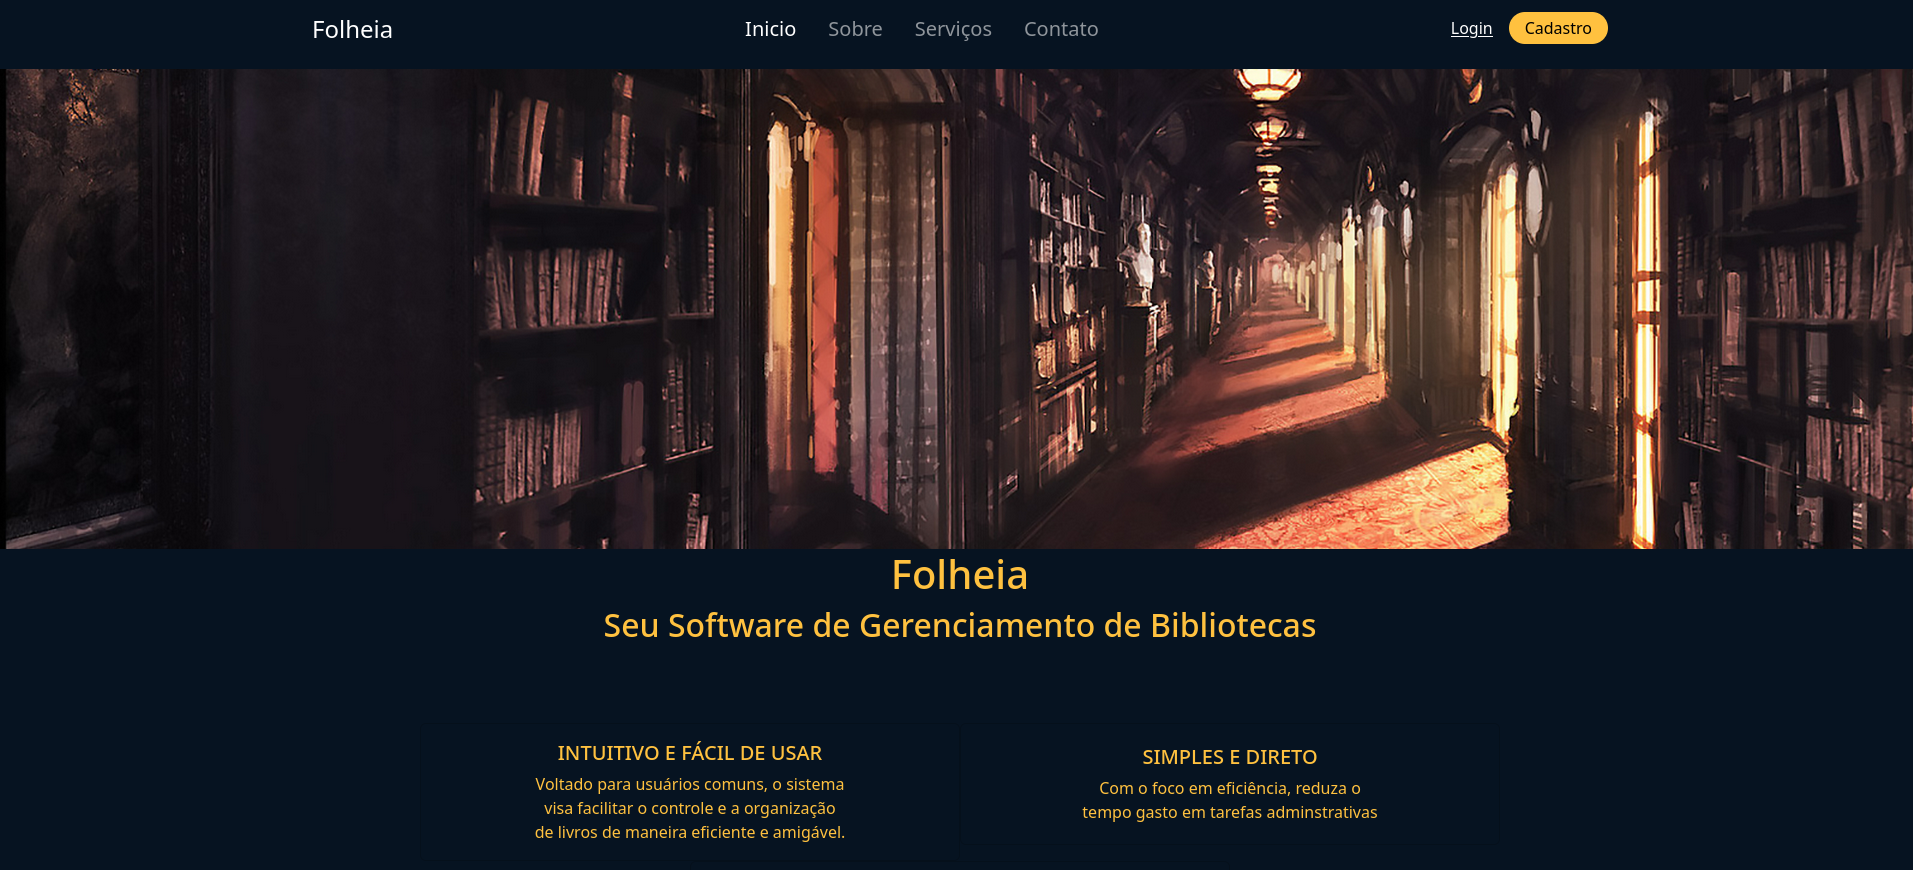 Folheia
Inicio Sobre Serviços Contato
Login Cadastro
Folheia
Seu Software de Gerenciamento de Bibliotecas
INTUITIVO E FÁCIL DE USAR
Voltado para usuários comuns, o sistema
visa facilitar o controle e a organização
de livros de maneira eficiente e amigável.
SIMPLES E DIRETO
Com o foco em eficiência, reduza o
tempo gasto em tarefas adminstrativas